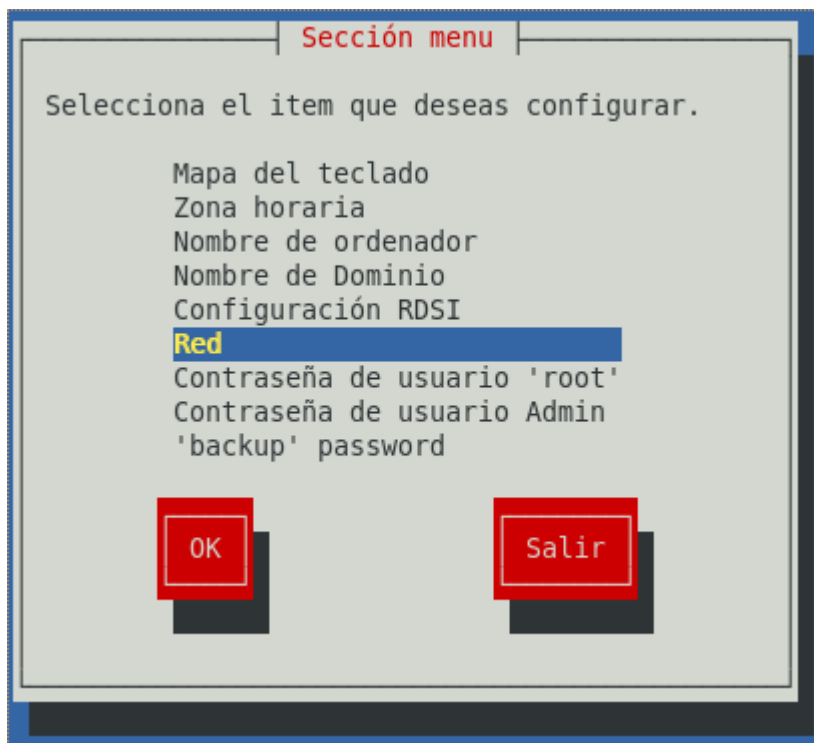 Sección menu
Selecciona el item que deseas configurar.
Mapa del teclado
Zona horaria
Nombre de ordenador
Nombre de Dominio
Configuración RDSI
Red
Contraseña de usuario 'root'
Contraseña de usuario Admin
'backup' password
OK
Salir